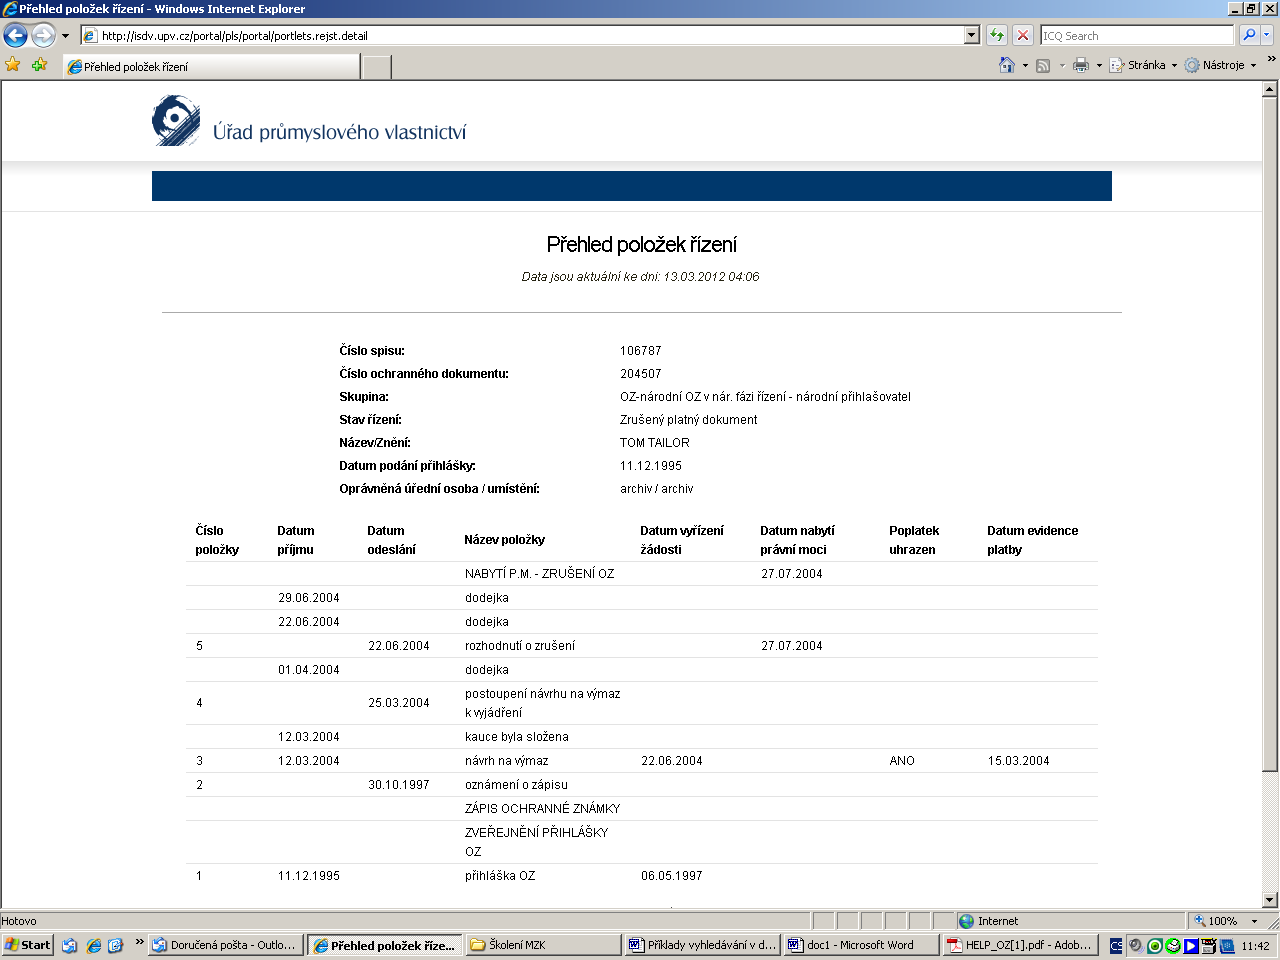 Přehled položek řízení - Windows Internet Explorer
http://isdv.upv.cz/portal/pls/portal/portlets.rejst.detail
ICQ Search
Přehled položek řízení
Stránka
Nástroje
Úřad průmyslového vlastnictví
Přehled položek řízení
Data jsou aktuální ke dni: 13.03.2012 04:06
Číslo spisu: 106787
Číslo ochranného dokumentu: 204507
Skupina: OZ-národní OZ v nár. fázi řízení - národní přihlašovatel
Stav řízení: Zrušený platný dokument
Název/Znění: TOM TAILOR
Datum podání přihlášky: 11.12.1995
Oprávněná úřední osoba / umístění: archiv / archiv
Číslo položky Datum příjmu Datum odeslání Název položky Datum vyřízení žádosti Datum nabytí právní moci Poplatek uhrazen Datum evidence platby
NABYTÍ P.M. - ZRUŠENÍ OZ 27.07.2004
29.06.2004 dodejka
22.06.2004 dodejka
5 22.06.2004 rozhodnutí o zrušení 27.07.2004
01.04.2004 dodejka
4 25.03.2004 postoupení návrhu na výmaz
k vyjádření
12.03.2004 kauce byla složena
3 12.03.2004 návrh na výmaz 22.06.2004 ANO 15.03.2004
2 30.10.1997 oznámení o zápisu
ZÁPIS OCHRANNÉ ZNÁMKY
ZVEŘEJNĚNÍ PŘIHLÁŠKY
OZ
1 11.12.1995 přihláška OZ 06.05.1997
Hotovo
Internet
100%
Start
Doručená pošta - Outlo...
Přehled položek říze...
Školení MZK
Příklady vyhledávání v d...
doc1 - Microsoft Word
HELP_OZ[1].pdf - Adob...
CS
11:42